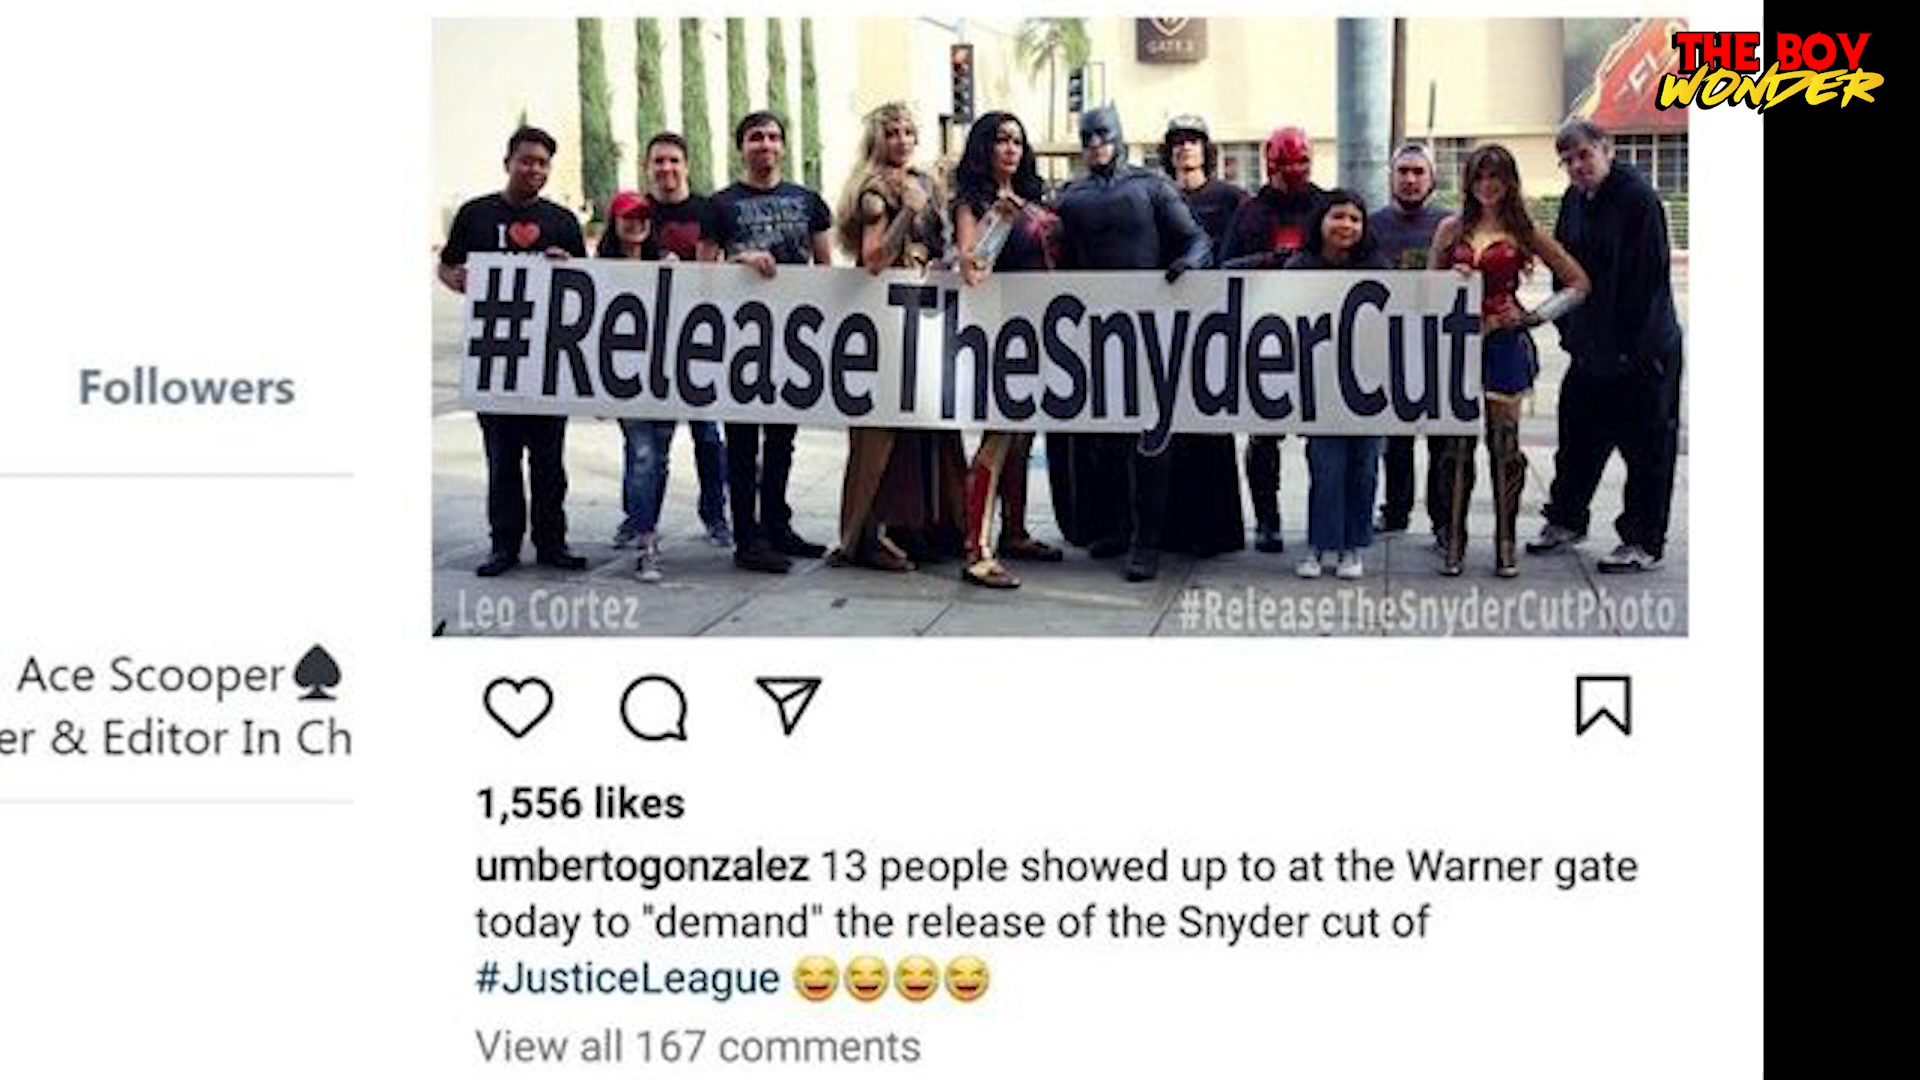 THE BOY
WONDER
GATE 2
I ❤
#ReleaseTheSnyderCut
Leo Cortez
#ReleaseTheSnyderCutPhoto
Followers
Ace Scooper♠
er & Editor In Ch
1,556 likes
umbertogonzalez 13 people showed up to at the Warner gate
today to "demand" the release of the Snyder cut of
#JusticeLeague 😆😆😆😆
View all 167 comments